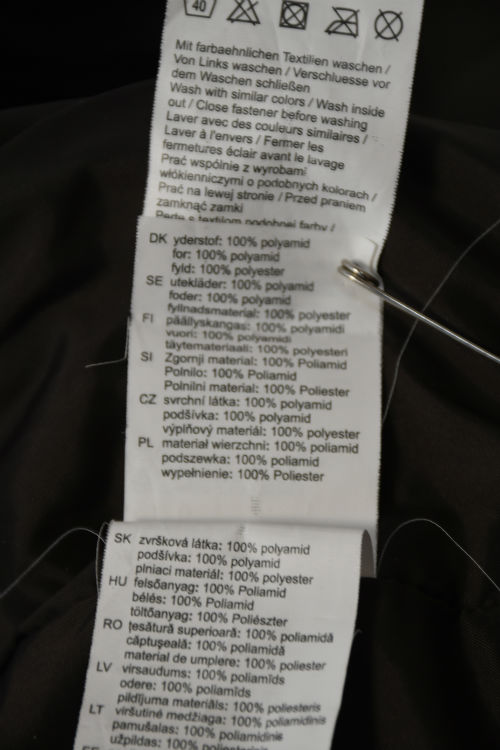 40
Mit farbaehnlichen Textilien waschen /
Von Links waschen / Verschluesse vor
dem Waschen schließen
Wash with similar colors / Wash inside
out / Close fastener before washing
Laver avec des couleurs similaires /
Laver à l'envers / Fermer les
fermetures éclair avant le lavage
Prać wspólnie z wyrobami
włókienniczymi o podobnych kolorach /
Prać na lewej stronie / Przed praniem
zamknąć zamki
DK yderstof: 100% polyamid
for: 100% polyamid
fyld: 100% polyester
SE utekläder: 100% polyamid
foder: 100% polyamid
fyllnadsmaterial: 100% polyester
FI päällyskangas: 100% polyamidi
vuori: 100% polyamidi
täytemateriaali: 100% polyesteri
SI Zgornji material: 100% Poliamid
Polnilo: 100% Poliamid
Polnilni material: 100% Poliester
CZ svrchní látka: 100% polyamid
podšívka: 100% polyamid
výplňový materiál: 100% polyester
PL materiał wierzchni: 100% poliamid
podszewka: 100% poliamid
wypełnienie: 100% Poliester
SK zvršková látka: 100% polyamid
podšívka: 100% polyamid
plniaci materiál: 100% polyester
HU felsőanyag: 100% Poliamid
bélés: 100% Poliamid
töltőanyag: 100% Poliészter
RO țesătură superioară: 100% poliamidă
căptușeală: 100% poliamidă
material de umplere: 100% poliester
LV virsaudums: 100% poliamīds
odere: 100% poliamīds
pildījuma materiāls: 100% poliesteris
LT viršutinė medžiaga: 100% poliamidinis
pamušalas: 100% poliamidinis
užpildas: 100%